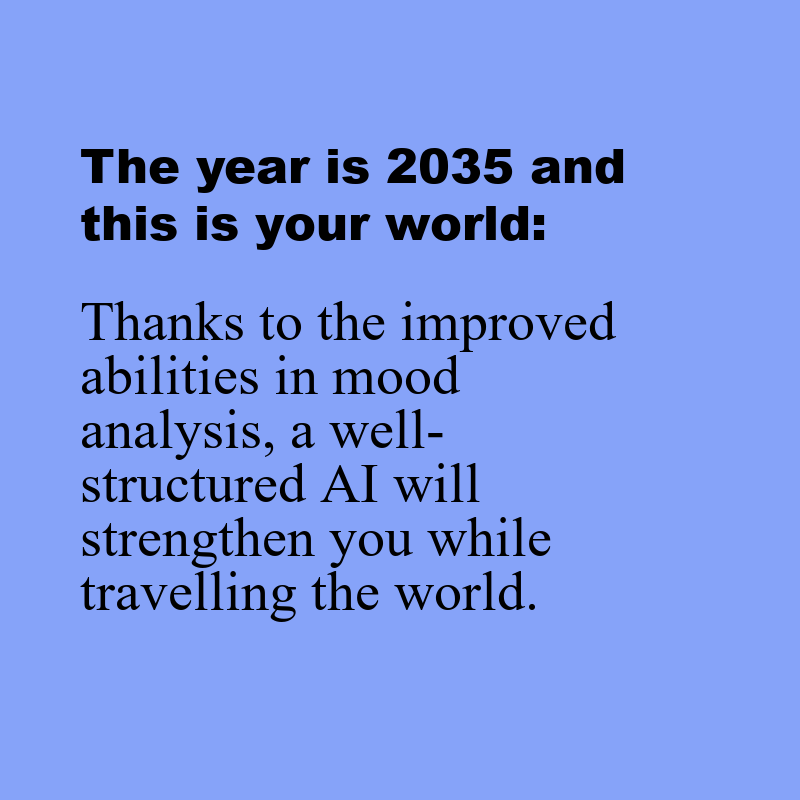 The year is 2035 and
this is your world:
Thanks to the improved
abilities in mood
analysis, a well-
structured AI will
strengthen you while
travelling the world.